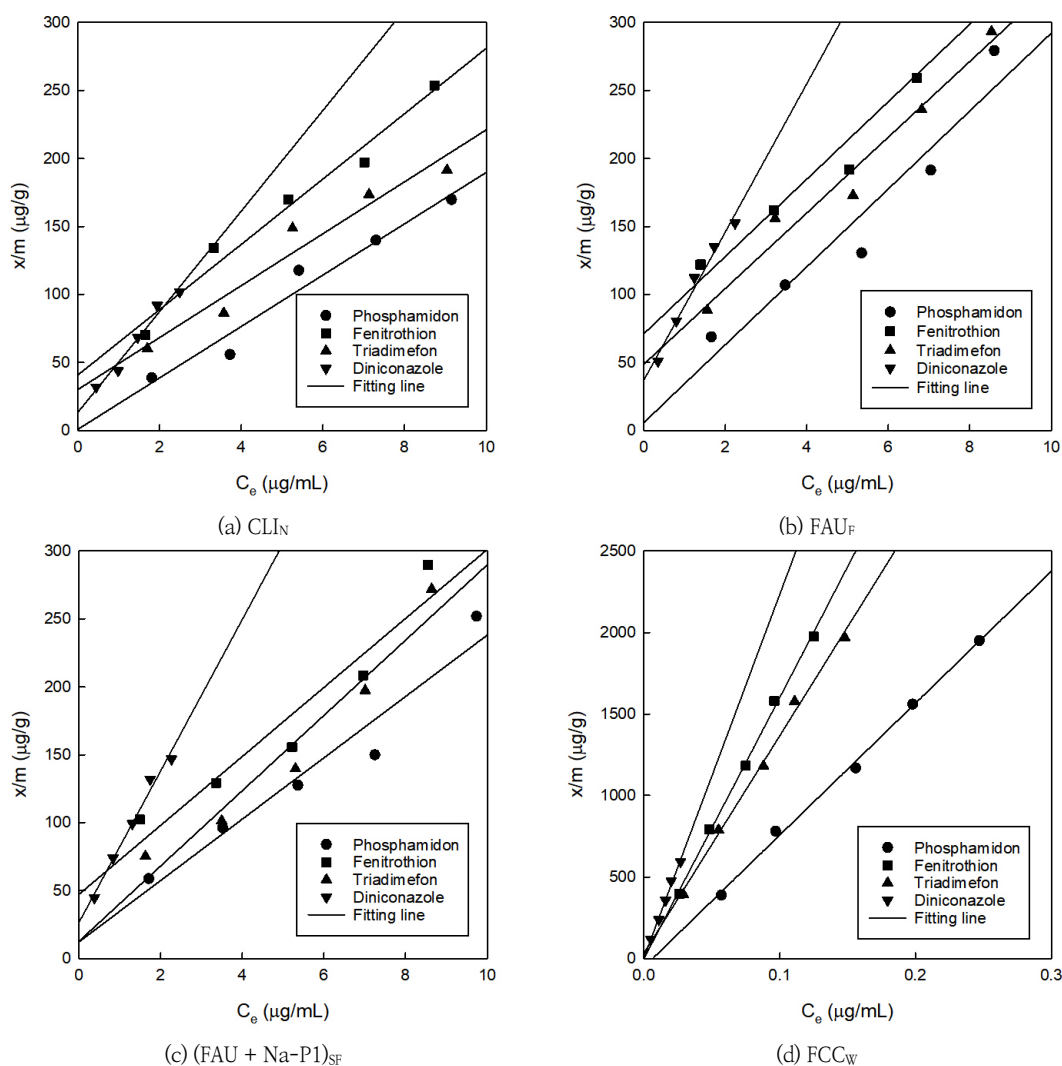 300
250
200
150
100
50
0
x/m (µg/g)
Phosphamidon
Fenitrothion
Triadimefon
Diniconazole
Fitting line
0 2 4 6 8 10
Ce (µg/mL)
(a) CLIN
300
250
200
150
100
50
0
x/m (µg/g)
Phosphamidon
Fenitrothion
Triadimefon
Diniconazole
Fitting line
0 2 4 6 8 10
Ce (µg/mL)
(b) FAUF
300
250
200
150
100
50
0
x/m (µg/g)
Phosphamidon
Fenitrothion
Triadimefon
Diniconazole
Fitting line
0 2 4 6 8 10
Ce (µg/mL)
(c) (FAU + Na-P1)SF
2500
2000
1500
1000
500
0
x/m (µg/g)
Phosphamidon
Fenitrothion
Triadimefon
Diniconazole
Fitting line
0.0 0.1 0.2 0.3
Ce (µg/mL)
(d) FCCW